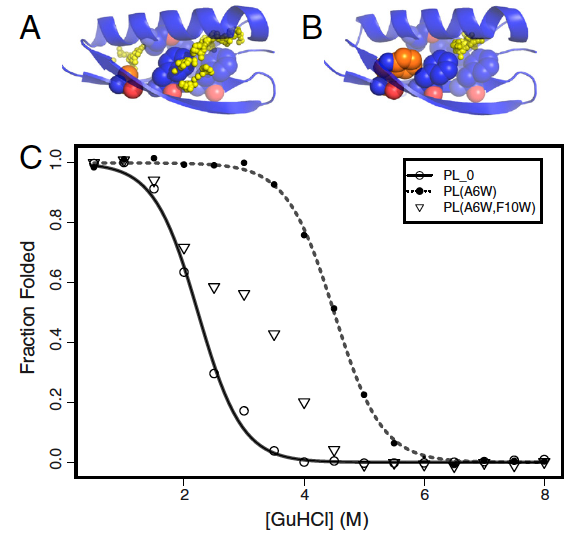 A
B
C
PL_0
PL(A6W)
PL(A6W,F10W)
1.0
0.8
0.6
0.4
0.2
0.0
Fraction Folded
2 4 6 8
[GuHCl] (M)